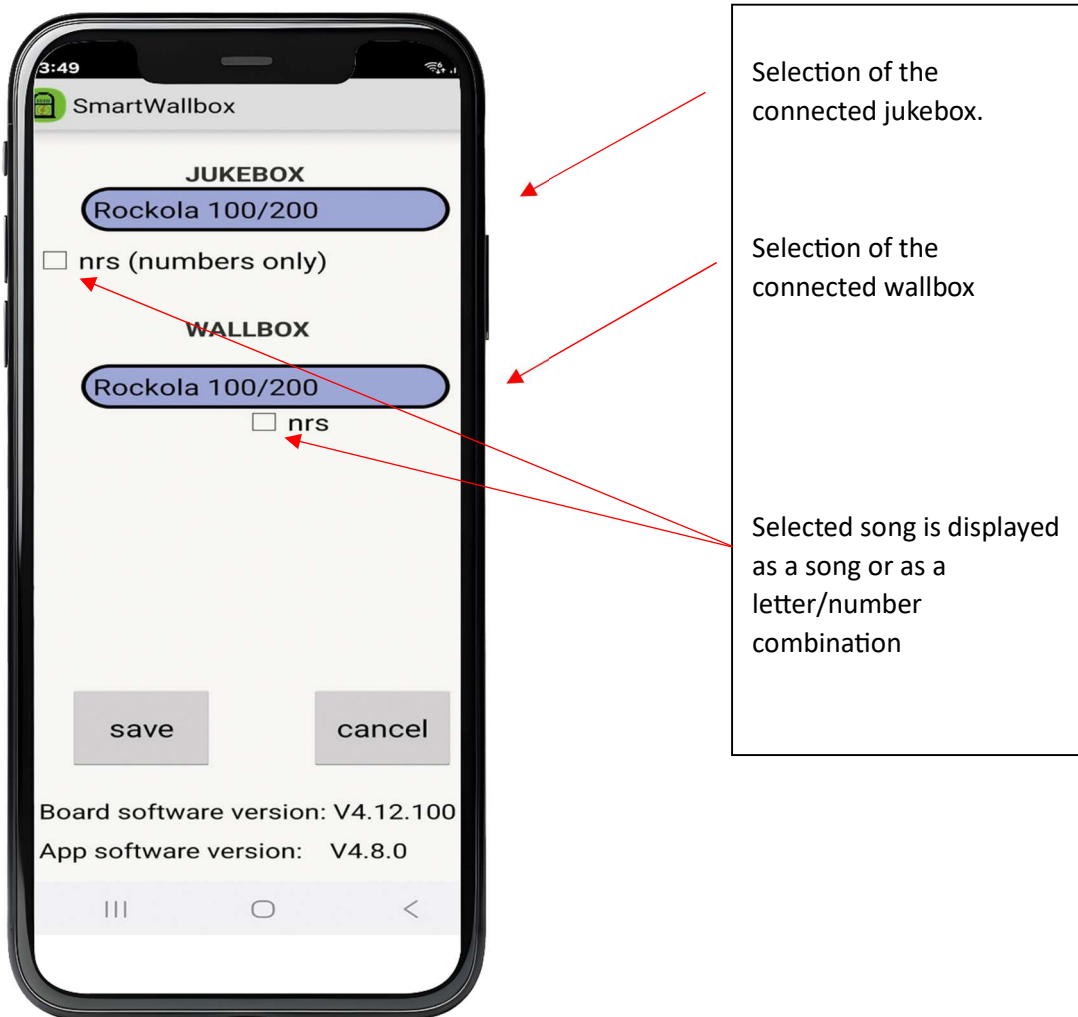 3:49
SmartWallbox
JUKEBOX
Rockola 100/200
nrs (numbers only)
WALLBOX
Rockola 100/200
nrs
save
cancel
Board software version: V4.12.100
App software version: V4.8.0
Selection of the
connected jukebox.
Selection of the
connected wallbox
Selected song is displayed
as a song or as a
letter/number
combination